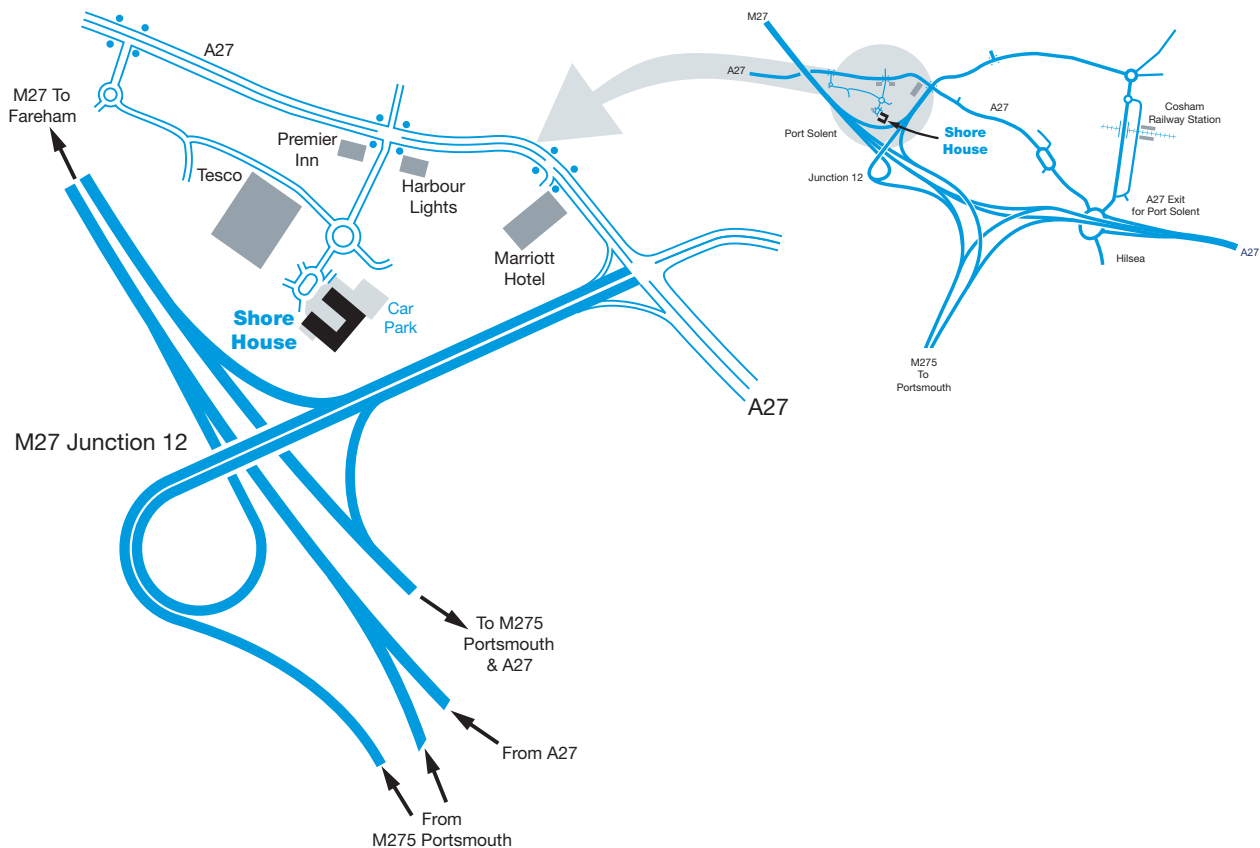 A27
M27 To
Fareham
Premier
Inn
Tesco
Harbour
Lights
Marriott
Hotel
Shore
House
Car
Park
A27
M27 Junction 12
To M275
Portsmouth
& A27
From A27
From
M275 Portsmouth
M27
A27
A27
Cosham
Railway Station
Port Solent
Shore
House
Junction 12
A27 Exit
for Port Solent
A27
Hilsea
M275
To
Portsmouth